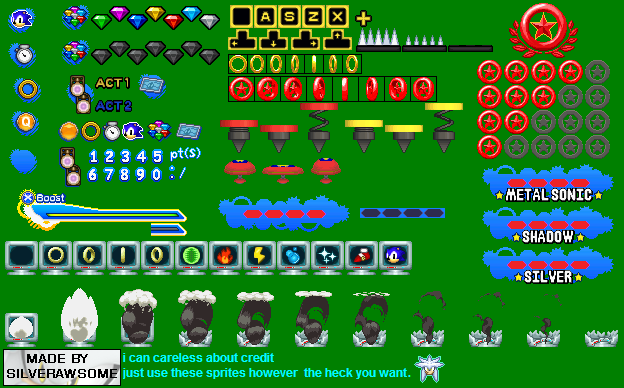 A S Z X +
ACT1
ACT2
1 2 3 4 5 pt(s)
6 7 8 9 0 : /
X Boost
METAL SONIC
SHADOW
SILVER
MADE BY
SILVERAWSOME
i can careless about credit
just use these sprites however the heck you want.